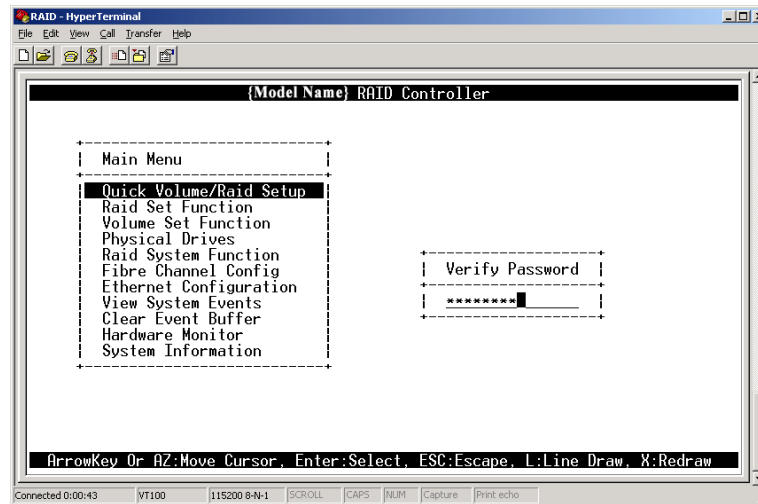 RAID - HyperTerminal
File Edit View Call Transfer Help
{Model Name} RAID Controller
Main Menu
Quick Volume/Raid Setup
Raid Set Function
Volume Set Function
Physical Drives
Raid System Function
Fibre Channel Config
Ethernet Configuration
View System Events
Clear Event Buffer
Hardware Monitor
System Information
Verify Password
********
ArrowKey Or AZ:Move Cursor, Enter:Select, ESC:Escape, L:Line Draw, X:Redraw
Connected 0:00:43 VT100 115200 8-N-1 SCROLL CAPS NUM Capture Print echo